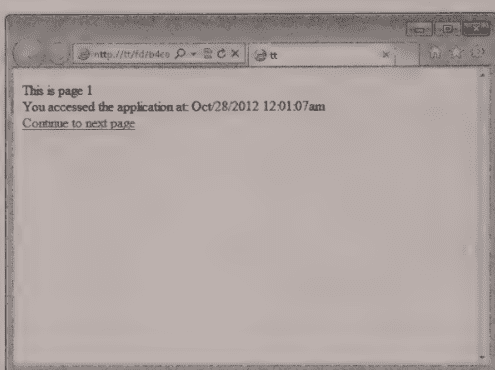 tt
This is page 1
You accessed the application at: Oct/28/2012 12:01:07am
Continue to next page